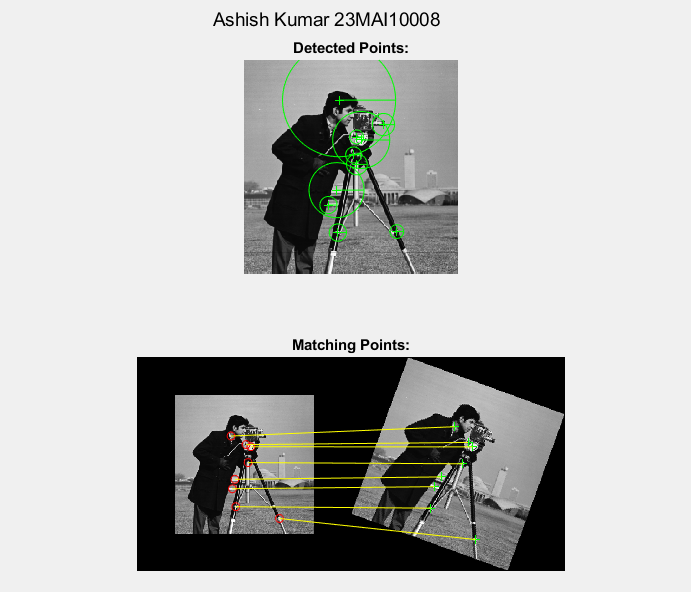 Ashish Kumar 23MAI10008
Detected Points:
Matching Points: